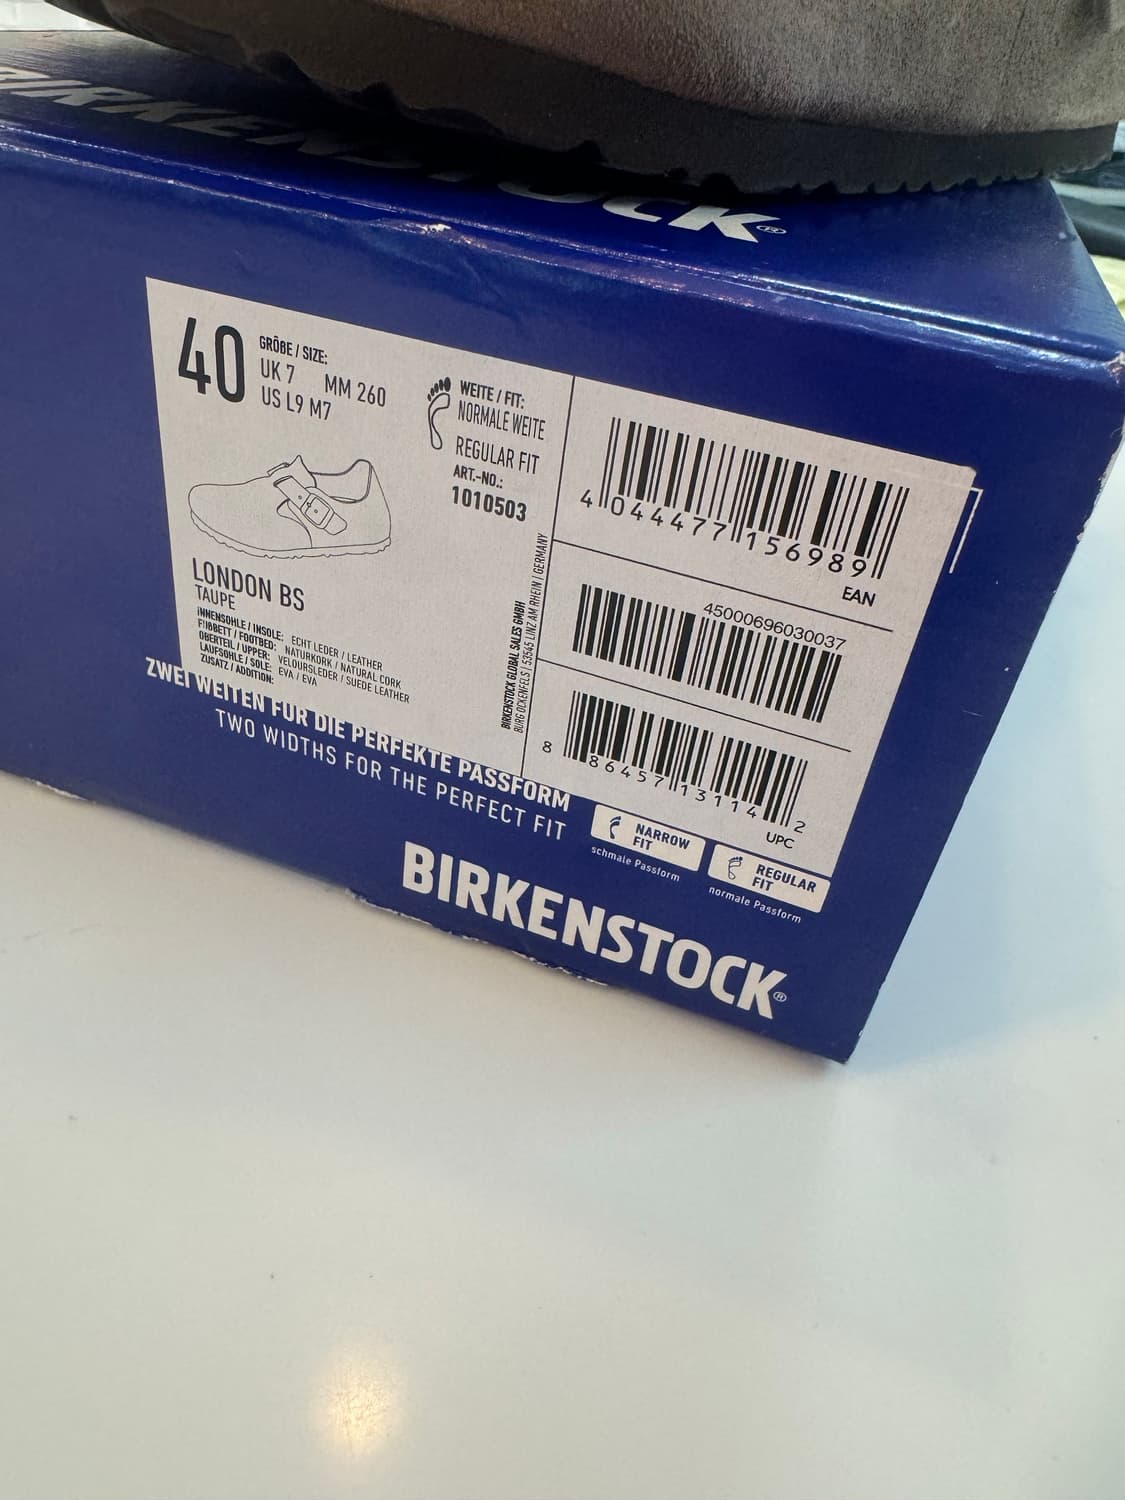 BIRKENSTOCK®
40
GRÖßE / SIZE:
UK 7 MM 260
US L9 M7
WEITE / FIT:
NORMALE WEITE
REGULAR FIT
ART.-NO.:
1010503
LONDON BS
TAUPE
INNENSOHLE / INSOLE: ECHT LEDER / LEATHER
FUßBETT / FOOTBED: NATURKORK / NATURAL CORK
OBERTEIL / UPPER: VELOURSLEDER / SUEDE LEATHER
LAUFSOHLE / SOLE: EVA / EVA
ZUSATZ / ADDITION:
BIRKENSTOCK GLOBAL SALES GMBH
BURG OCKENFELS | 53545 LINZ AM RHEIN | GERMANY
4 044477 156989
EAN
45000696030037
8 86457 13114 2
UPC
ZWEI WEITEN FÜR DIE PERFEKTE PASSFORM
TWO WIDTHS FOR THE PERFECT FIT
NARROW
FIT
schmale Passform
REGULAR
FIT
normale Passform
BIRKENSTOCK®